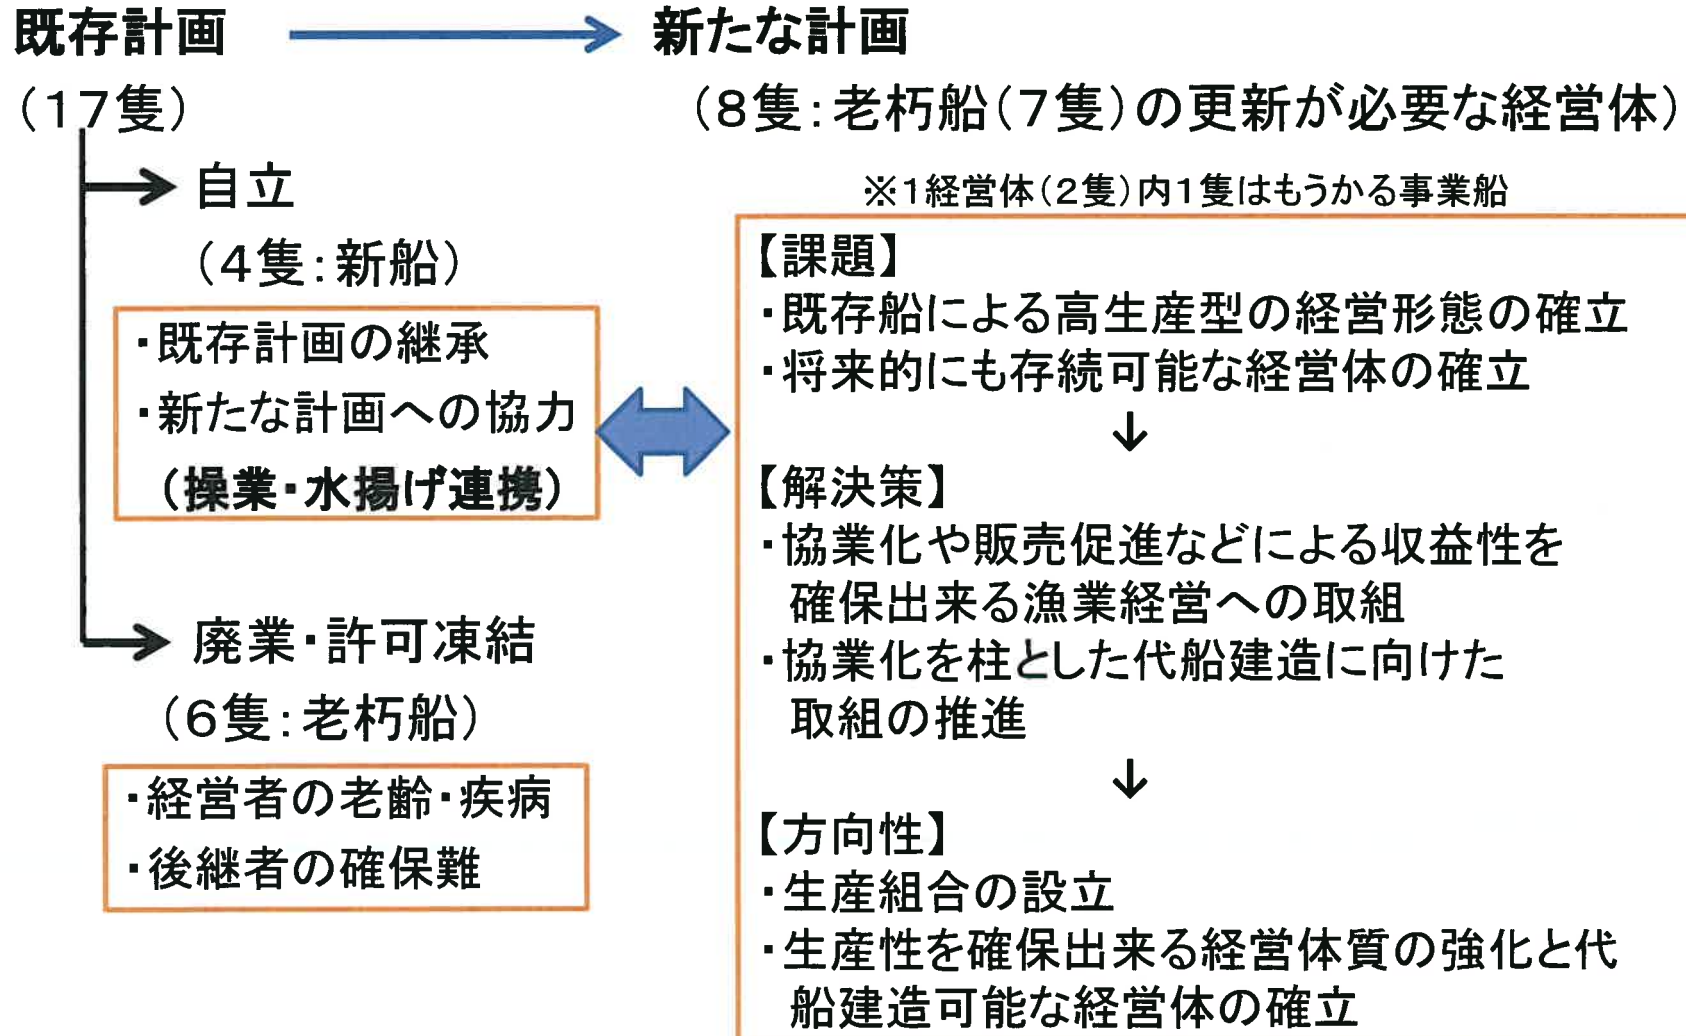 既存計画
新たな計画
(17隻)
(8隻:老朽船(7隻)の更新が必要な経営体)
※1経営体(2隻)内1隻はもうかる事業船
自立
(4隻:新船)
・既存計画の継承
・新たな計画への協力
(操業・水揚げ連携)
廃業・許可凍結
(6隻:老朽船)
・経営者の老齢・疾病
・後継者の確保難
【課題】
・既存船による高生産型の経営形態の確立
・将来的にも存続可能な経営体の確立
↓
【解決策】
・協業化や販売促進などによる収益性を
確保出来る漁業経営への取組
・協業化を柱とした代船建造に向けた
取組の推進
↓
【方向性】
・生産組合の設立
・生産性を確保出来る経営体質の強化と代
船建造可能な経営体の確立